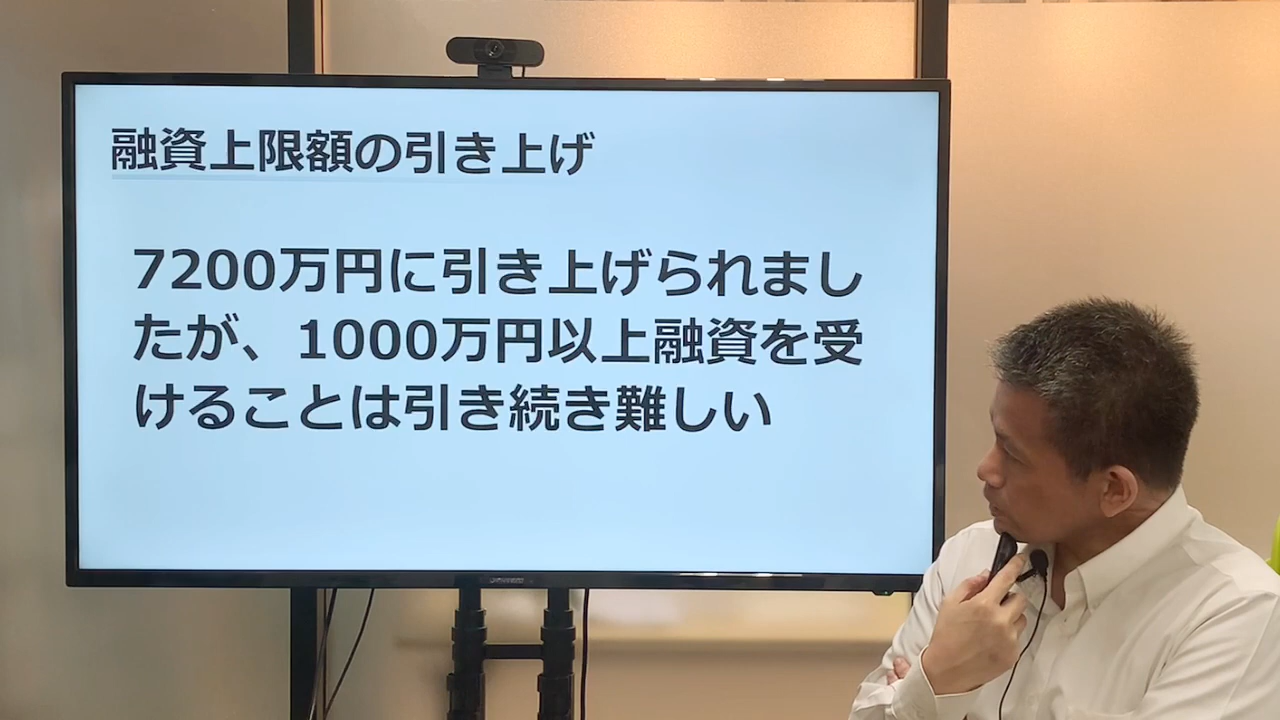 融資上限額の引き上げ
7200万円に引き上げられまし
たが、1000万円以上融資を受
けることは引き続き難しい